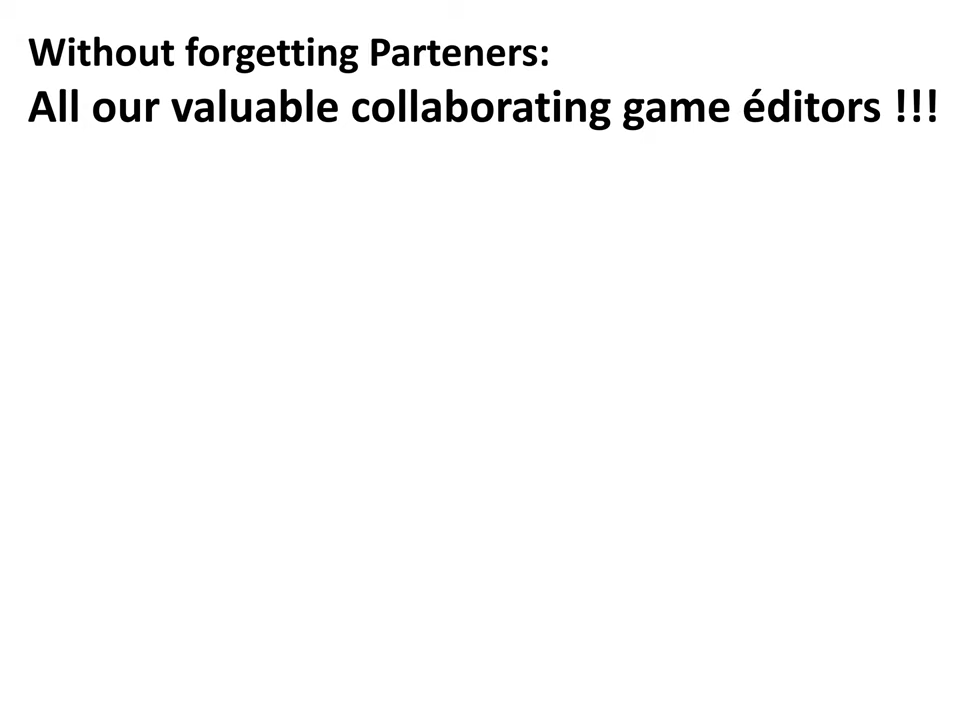 Without forgetting Parteners:
All our valuable collaborating game éditors !!!